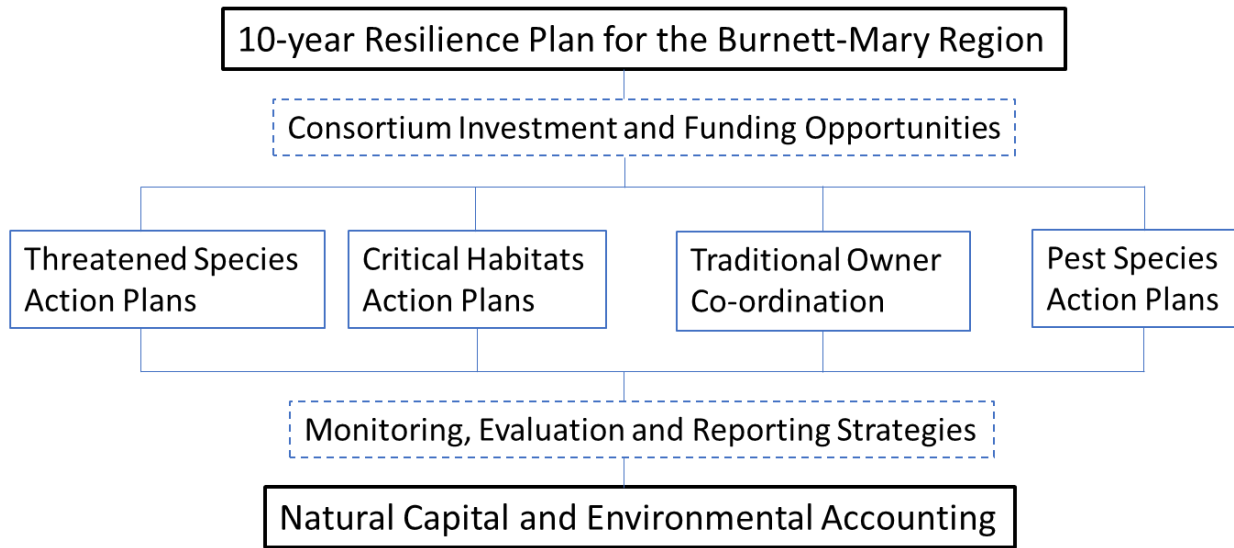 10-year Resilience Plan for the Burnett-Mary Region
Consortium Investment and Funding Opportunities
Threatened Species
Action Plans
Critical Habitats
Action Plans
Traditional Owner
Co-ordination
Pest Species
Action Plans
Monitoring, Evaluation and Reporting Strategies
Natural Capital and Environmental Accounting